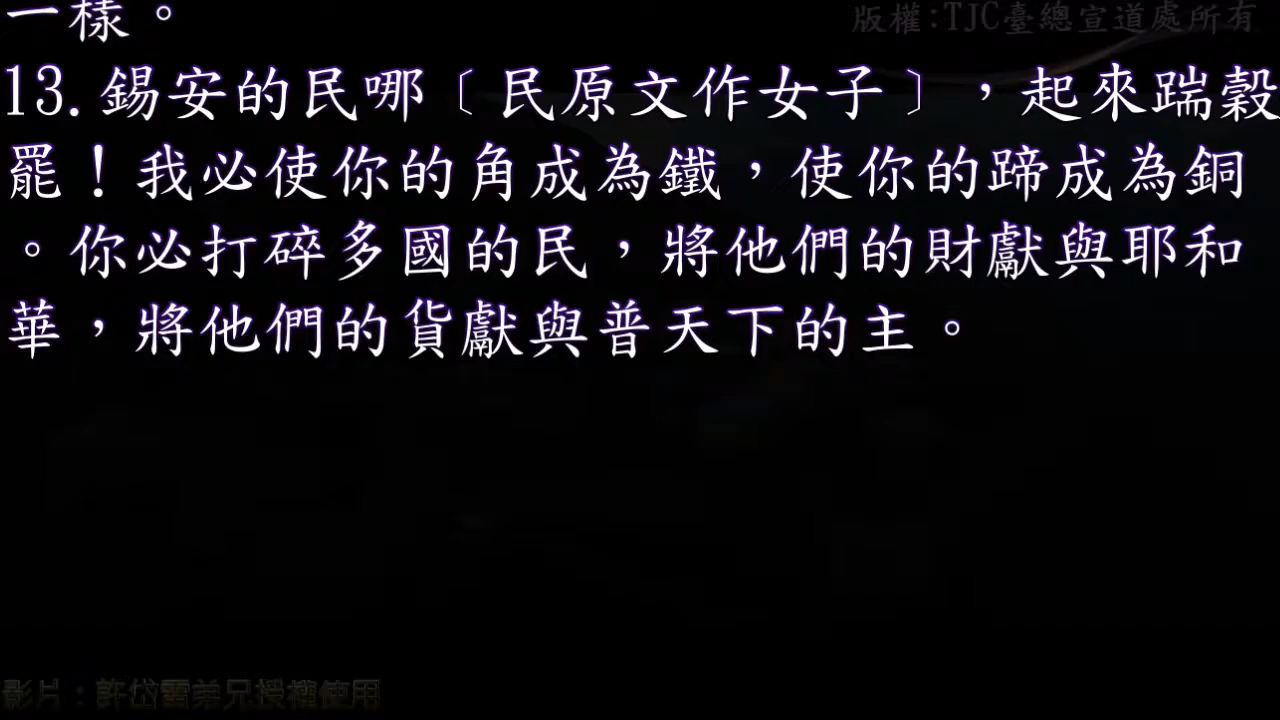 一樣。
版權:TJC臺總宣道處所有
13.錫安的民哪﹝民原文作女子﹞，起來踹穀
罷！我必使你的角成為鐵，使你的蹄成為銅
。你必打碎多國的民，將他們的財獻與耶和
華，將他們的貨獻與普天下的主。
影片：許岱雲弟兄授權使用